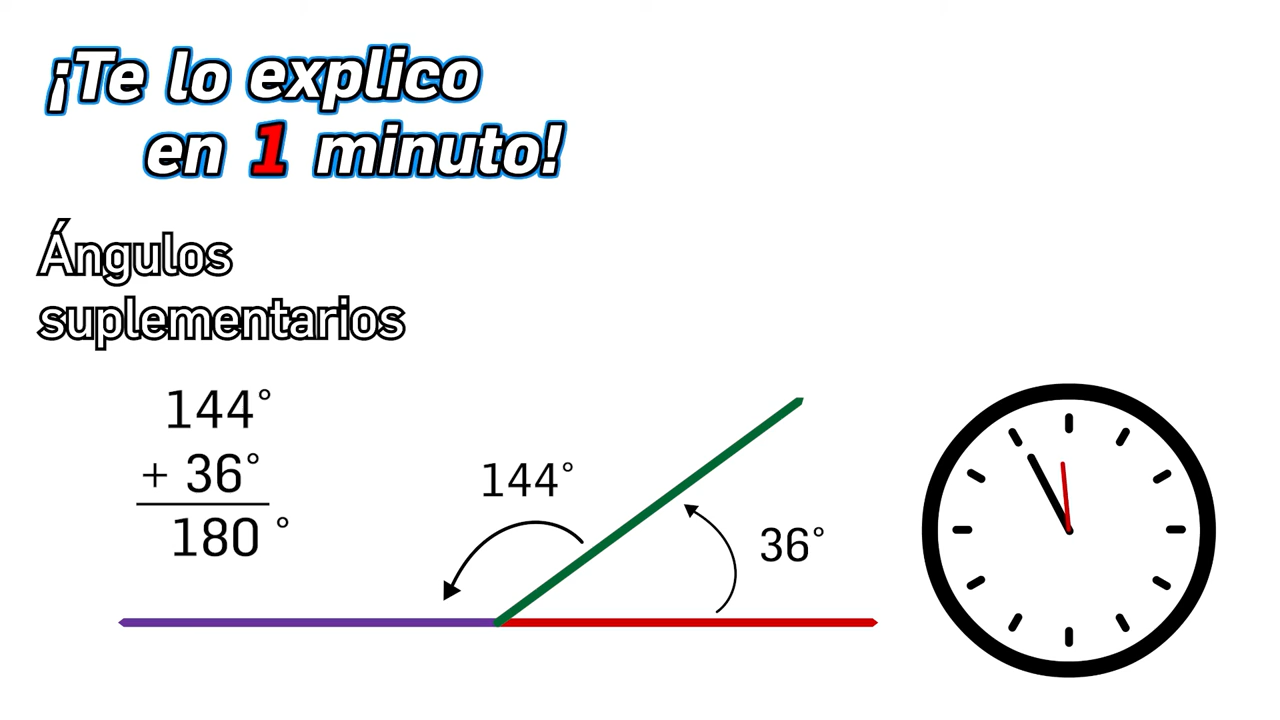 ¡Te lo explico
en 1 minuto!
Ángulos
suplementarios
144°
+ 36°
180 °
144°
36°